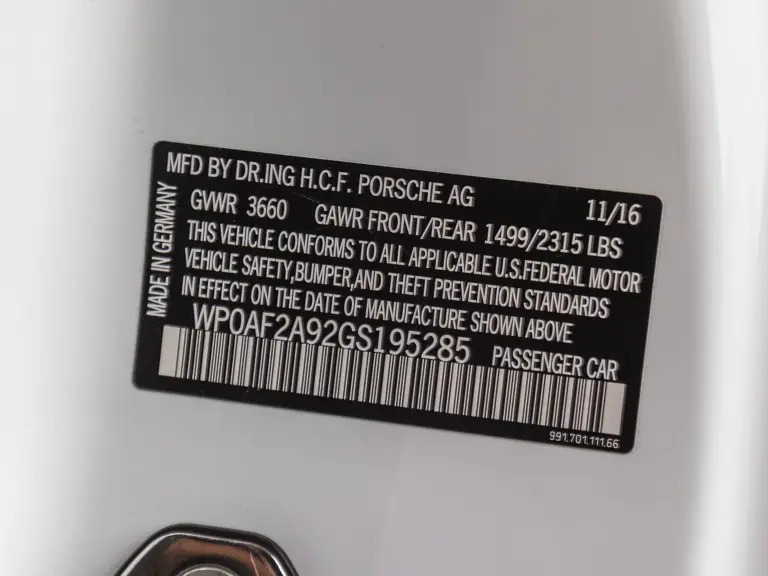 MFD BY DR.ING H.C.F. PORSCHE AG 11/16
GVWR 3660 GAWR FRONT/REAR 1499/2315 LBS
THIS VEHICLE CONFORMS TO ALL APPLICABLE U.S.FEDERAL MOTOR
VEHICLE SAFETY,BUMPER,AND THEFT PREVENTION STANDARDS
IN EFFECT ON THE DATE OF MANUFACTURE SHOWN ABOVE
WP0AF2A92GS195285 PASSENGER CAR
991.701.111.66
MADE IN GERMANY